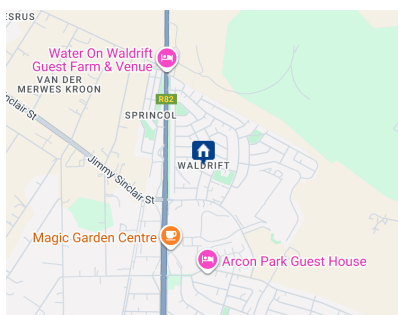 ESRUS
Water On Waldrift
Guest Farm & Venue
VAN DER
MERWES KROON
R82
SPRINCOL
nclair St
WALDRIFT
Jimmy Sinclair St
Magic Garden Centre
Arcon Park Guest House